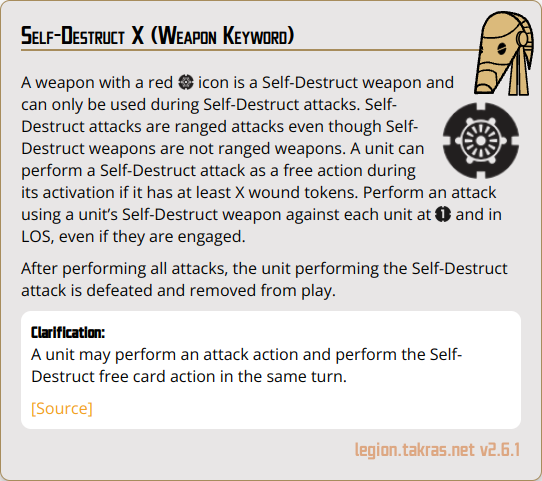 Self-Destruct X (Weapon Keyword)
A weapon with a red icon is a Self-Destruct weapon and
can only be used during Self-Destruct attacks. Self-
Destruct attacks are ranged attacks even though Self-
Destruct weapons are not ranged weapons. A unit can
perform a Self-Destruct attack as a free action during
its activation if it has at least X wound tokens. Perform an attack
using a unit’s Self-Destruct weapon against each unit at 1 and in
LOS, even if they are engaged.
After performing all attacks, the unit performing the Self-Destruct
attack is defeated and removed from play.
Clarification:
A unit may perform an attack action and perform the Self-
Destruct free card action in the same turn.
[Source]
legion.takras.net v2.6.1